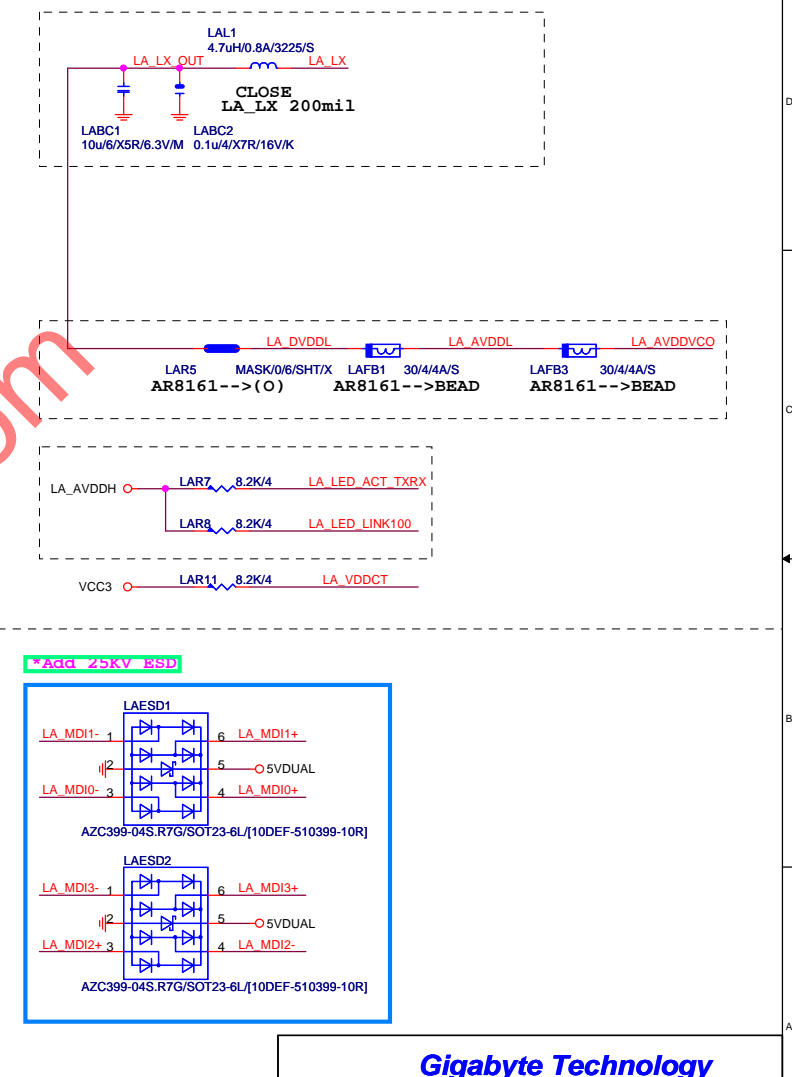 LAL1
4.7uH/0.8A/3225/S
LA_LX_OUT LA_LX
CLOSE
LA_LX 200mil
LABC1 LABC2
10u/6/X5R/6.3V/M 0.1u/4/X7R/16V/K
D
LA_DVDDL LA_AVDDL LA_AVDDVCO
LAR5 MASK/0/6/SHT/X LAFB1 30/4/4A/S LAFB3 30/4/4A/S
AR8161-->(O) AR8161-->BEAD AR8161-->BEAD
om
C
LA_AVDDH LAR7 8.2K/4 LA_LED_ACT_TXRX
LAR8 8.2K/4 LA_LED_LINK100
VCC3 LAR11 8.2K/4 LA_VDDCT
*Add 25KV ESD
LAESD1
B
LA_MDI1- 1 6 LA_MDI1+
2 5 5VDUAL
LA_MDI0- 3 4 LA_MDI0+
AZC399-04S.R7G/SOT23-6L/[10DEF-510399-10R]
LAESD2
LA_MDI3- 1 6 LA_MDI3+
2 5 5VDUAL
LA_MDI2+ 3 4 LA_MDI2-
AZC399-04S.R7G/SOT23-6L/[10DEF-510399-10R]
A
Gigabyte Technology